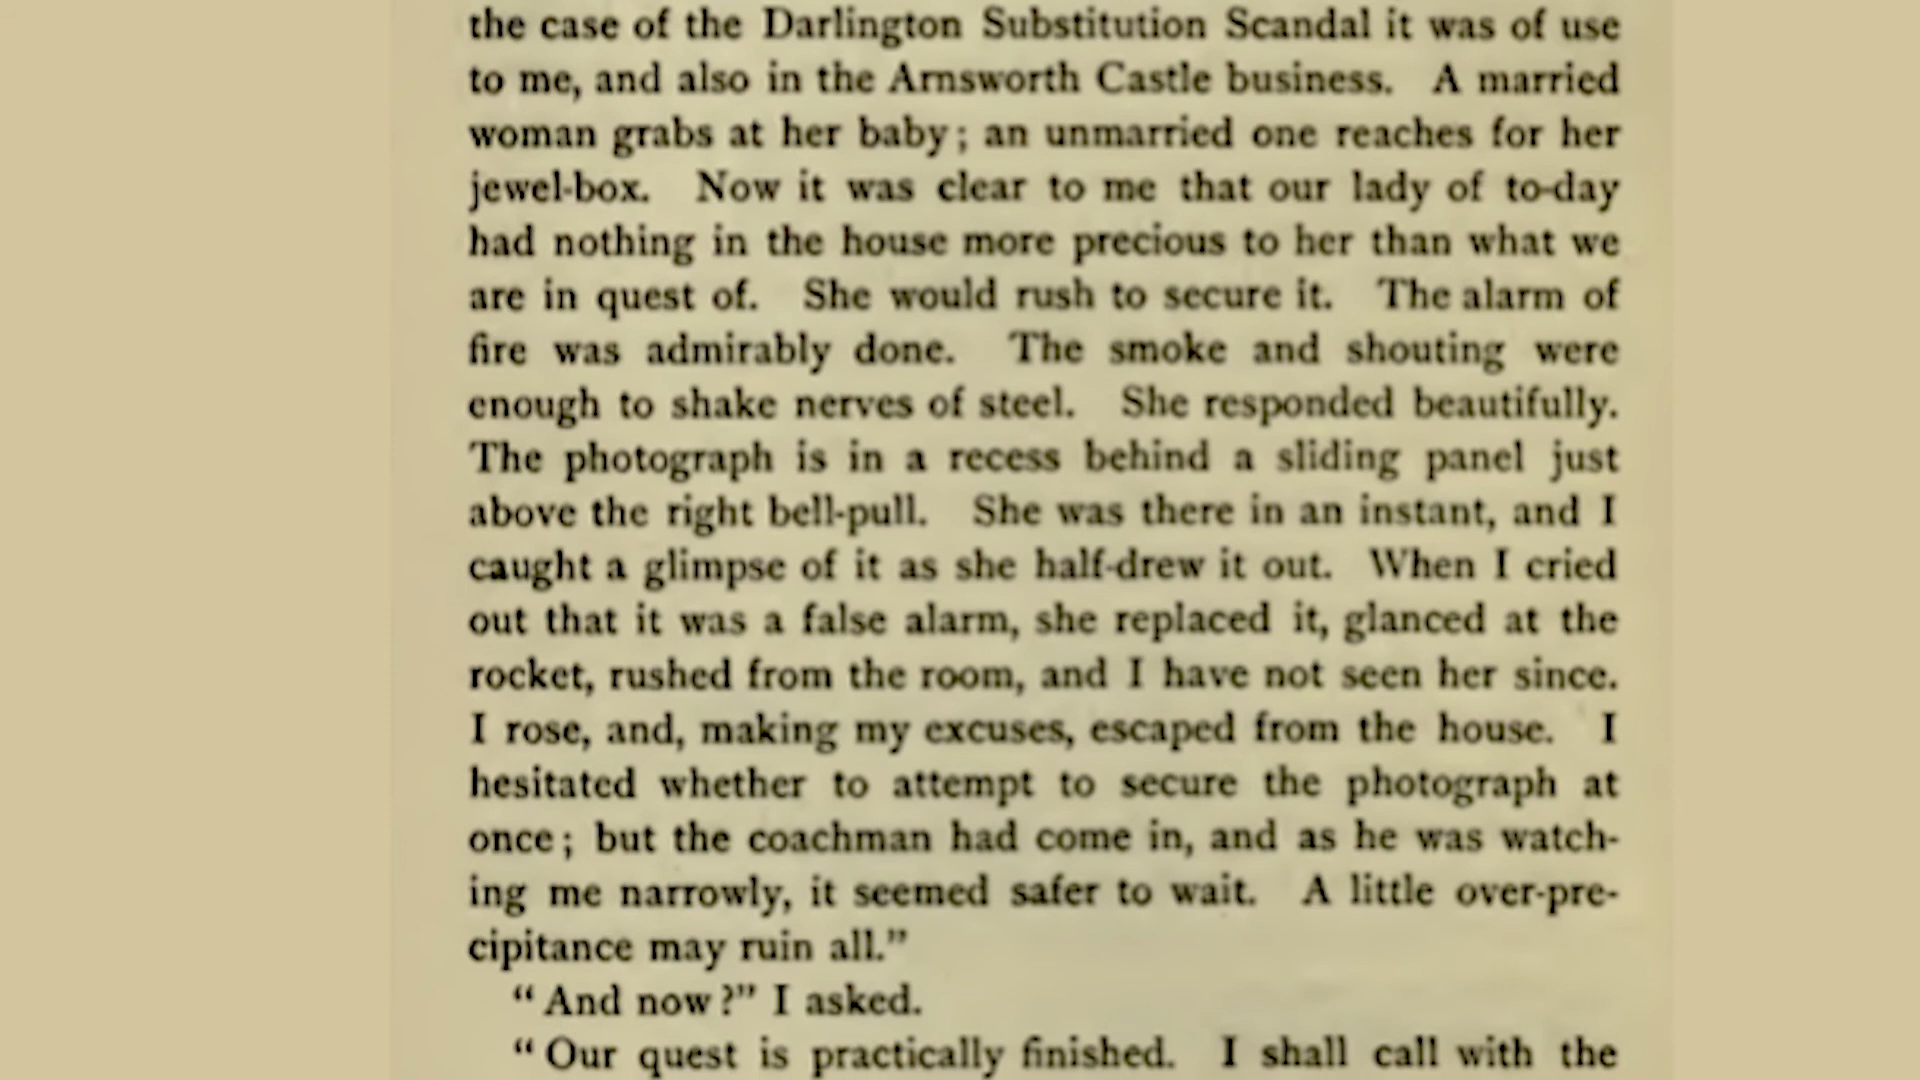 the case of the Darlington Substitution Scandal it was of use
to me, and also in the Arnsworth Castle business. A married
woman grabs at her baby; an unmarried one reaches for her
jewel-box. Now it was clear to me that our lady of to-day
had nothing in the house more precious to her than what we
are in quest of. She would rush to secure it. The alarm of
fire was admirably done. The smoke and shouting were
enough to shake nerves of steel. She responded beautifully.
The photograph is in a recess behind a sliding panel just
above the right bell-pull. She was there in an instant, and I
caught a glimpse of it as she half-drew it out. When I cried
out that it was a false alarm, she replaced it, glanced at the
rocket, rushed from the room, and I have not seen her since.
I rose, and, making my excuses, escaped from the house. I
hesitated whether to attempt to secure the photograph at
once; but the coachman had come in, and as he was watch-
ing me narrowly, it seemed safer to wait. A little over-pre-
cipitance may ruin all.”
“And now?” I asked.
“Our quest is practically finished. I shall call with the